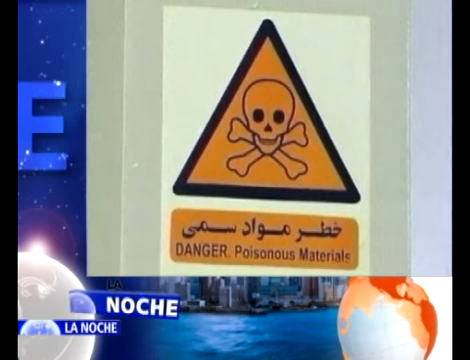 E
خطر مواد سمی
DANGER. Poisonous Materials
LA
NOCHE
LA NOCHE